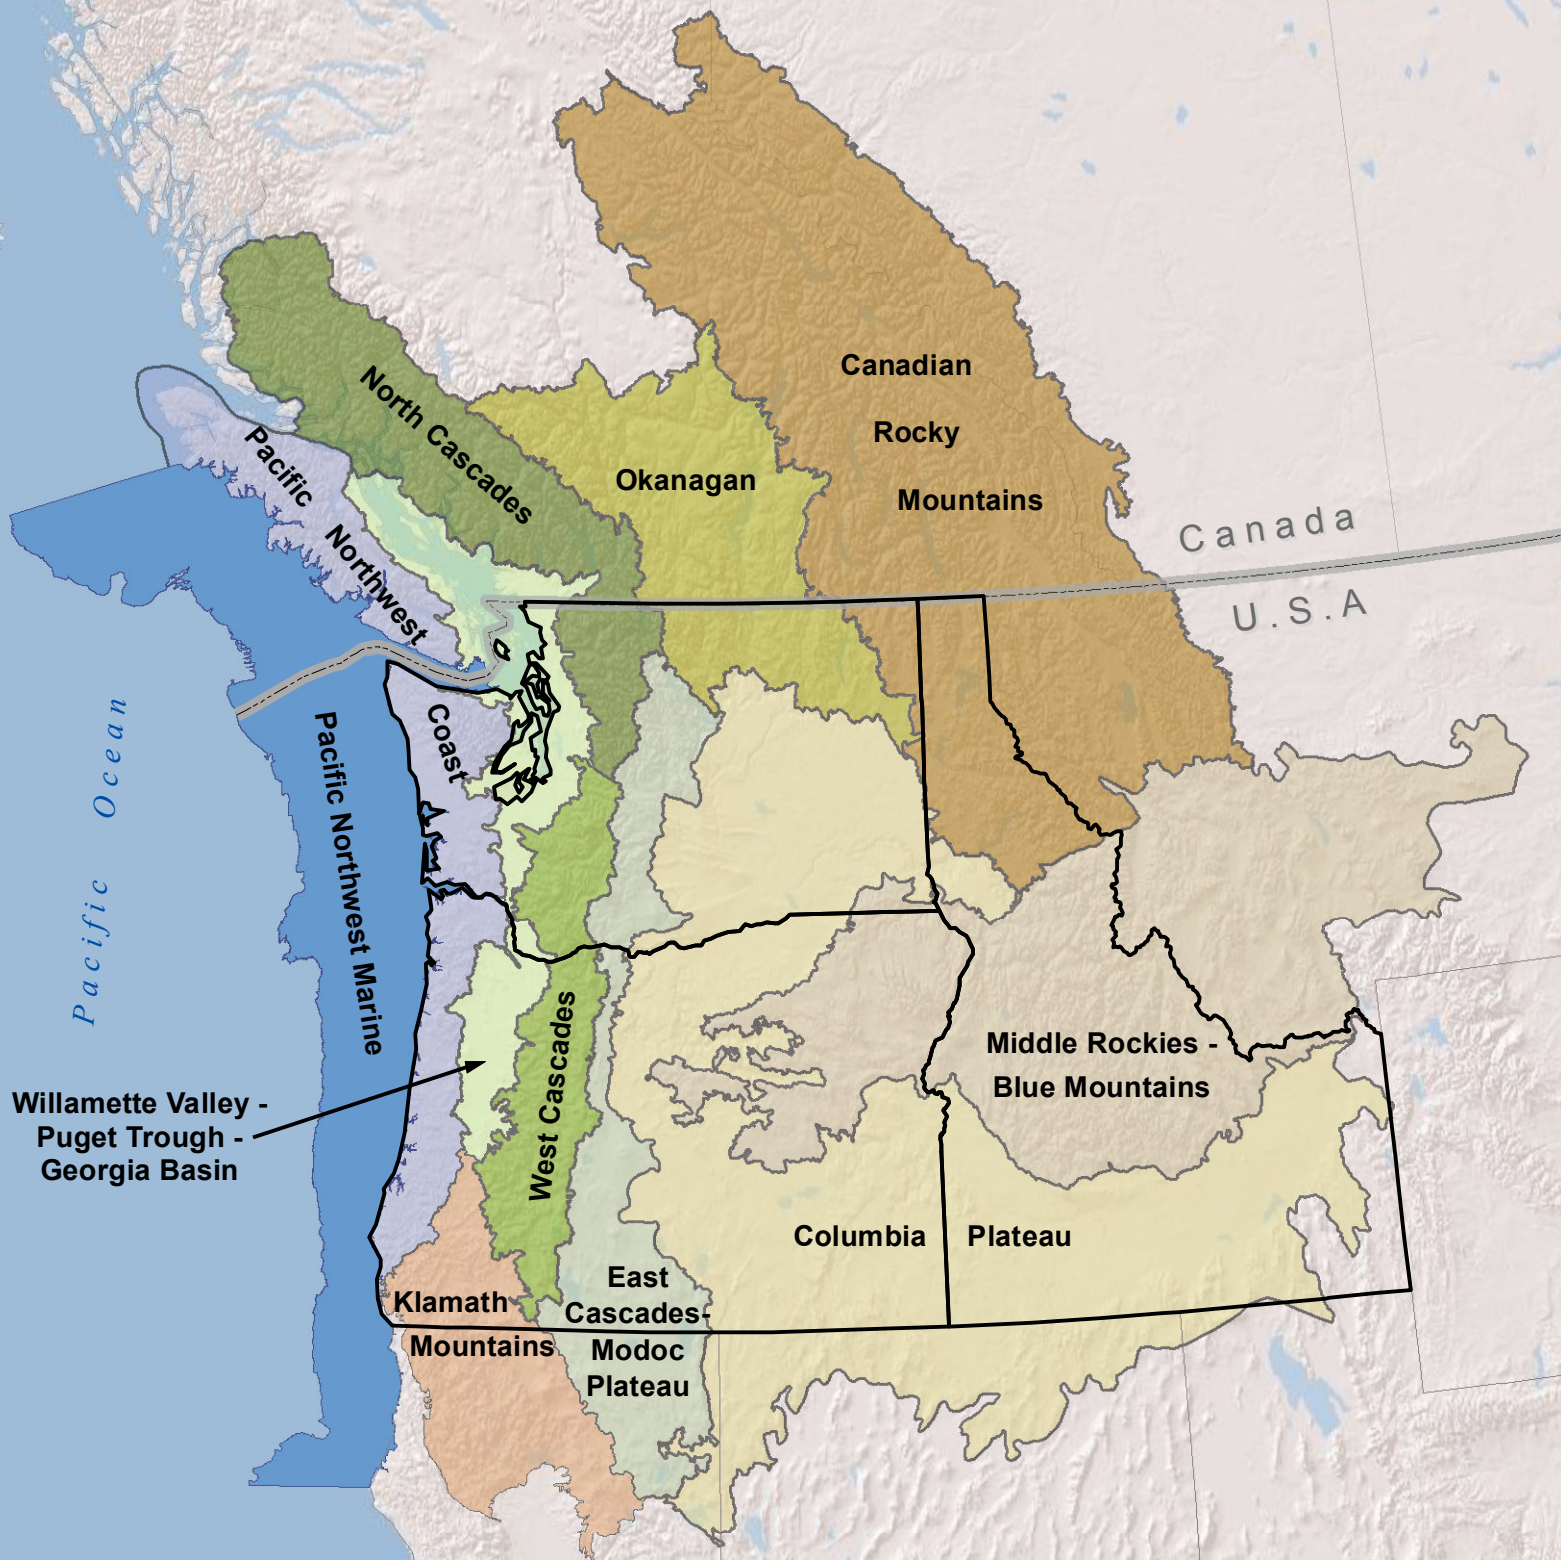 Canadian
Rocky
Mountains
North Cascades
Okanagan
Pacific Northwest
Coast
Canada
U.S.A
Pacific Ocean
Pacific Northwest Marine
West Cascades
Middle Rockies -
Blue Mountains
Willamette Valley -
Puget Trough -
Georgia Basin
Columbia Plateau
East
Cascades-
Modoc
Plateau
Klamath
Mountains